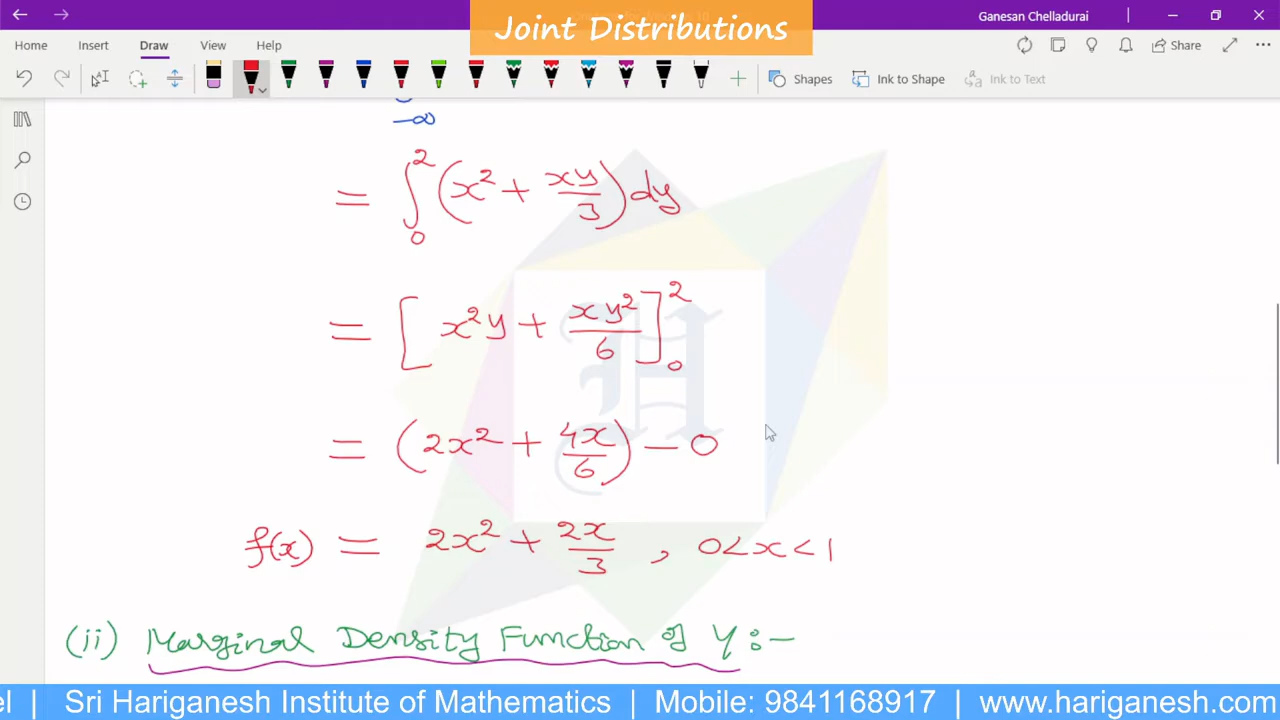 Joint Distributions
Ganesan Chelladurai
Home Insert Draw View Help
Share
Shapes Ink to Shape Ink to Text
−∞
= ∫₀² (x² + xy/3) dy
= [x²y + xy²/6]₀²
= (2x² + 4x/6) − 0
f(x) = 2x² + 2x/3 , 0<x<1
(ii) Marginal Density Function of Y:−
el | Sri Hariganesh Institute of Mathematics | Mobile: 9841168917 | www.hariganesh.com